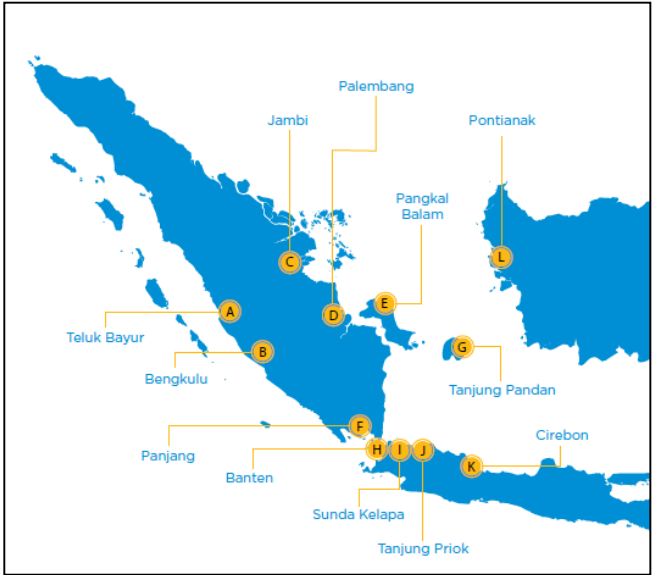 Palembang
Jambi
Pontianak
Pangkal
Balam
C
L
E
A
D
Teluk Bayur
B
G
Bengkulu
Tanjung Pandan
F
Cirebon
Panjang
H
I
J
K
Banten
Sunda Kelapa
Tanjung Priok